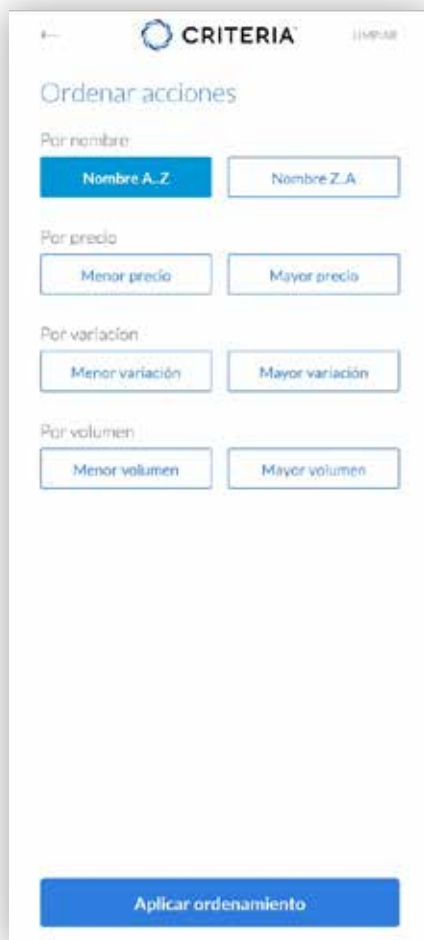 CRITERIA LIMPIAR
Ordenar acciones
Por nombre
Nombre A..Z Nombre Z..A
Por precio
Menor precio Mayor precio
Por variacion
Menor variación Mayor variación
Por volumen
Menor volumen Mayor volumen
Aplicar ordenamiento